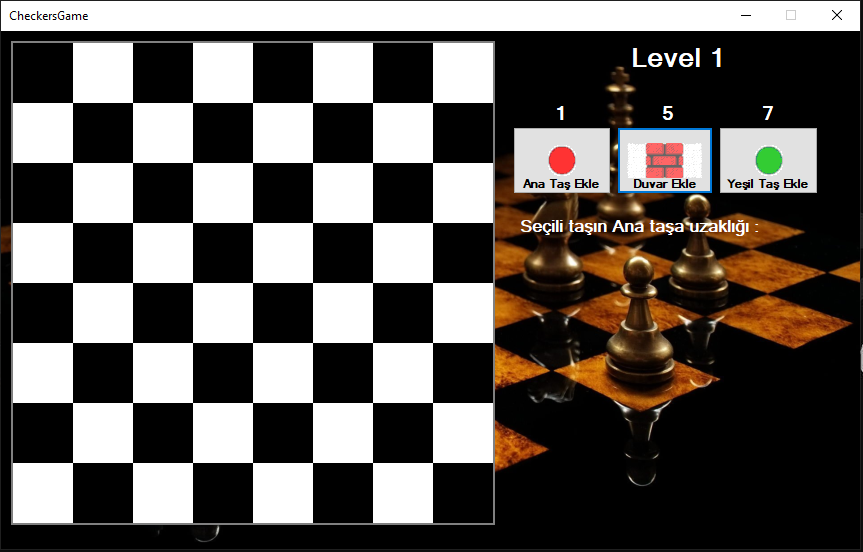 CheckersGame
Level 1
1 5 7
Ana Taş Ekle Duvar Ekle Yeşil Taş Ekle
Seçili taşın Ana taşa uzaklığı :